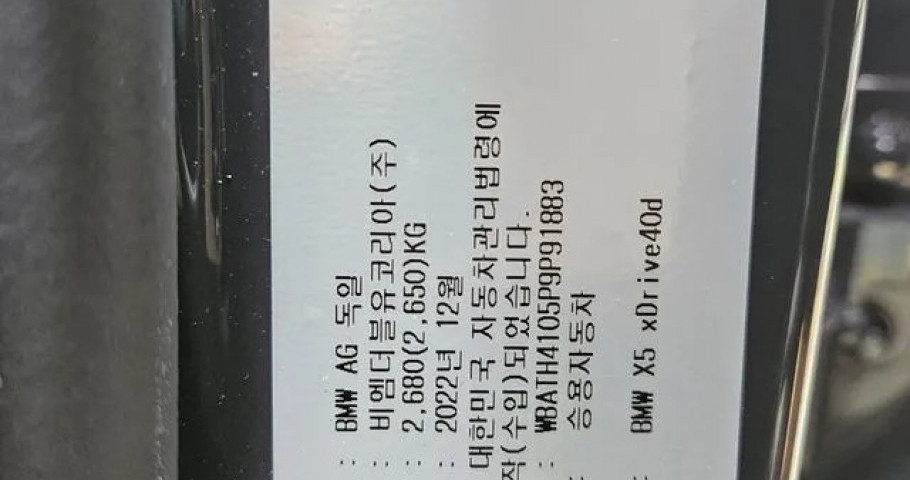 : BMW AG 독일
: 비엠더블유코리아(주)
: 2,680(2,650)KG
: 2022년 12월
대한민국 자동차관리법령에
작(수입)되었습니다.
: WBATH4105P9P91883
: 승용자동차
: BMW X5 xDrive40d